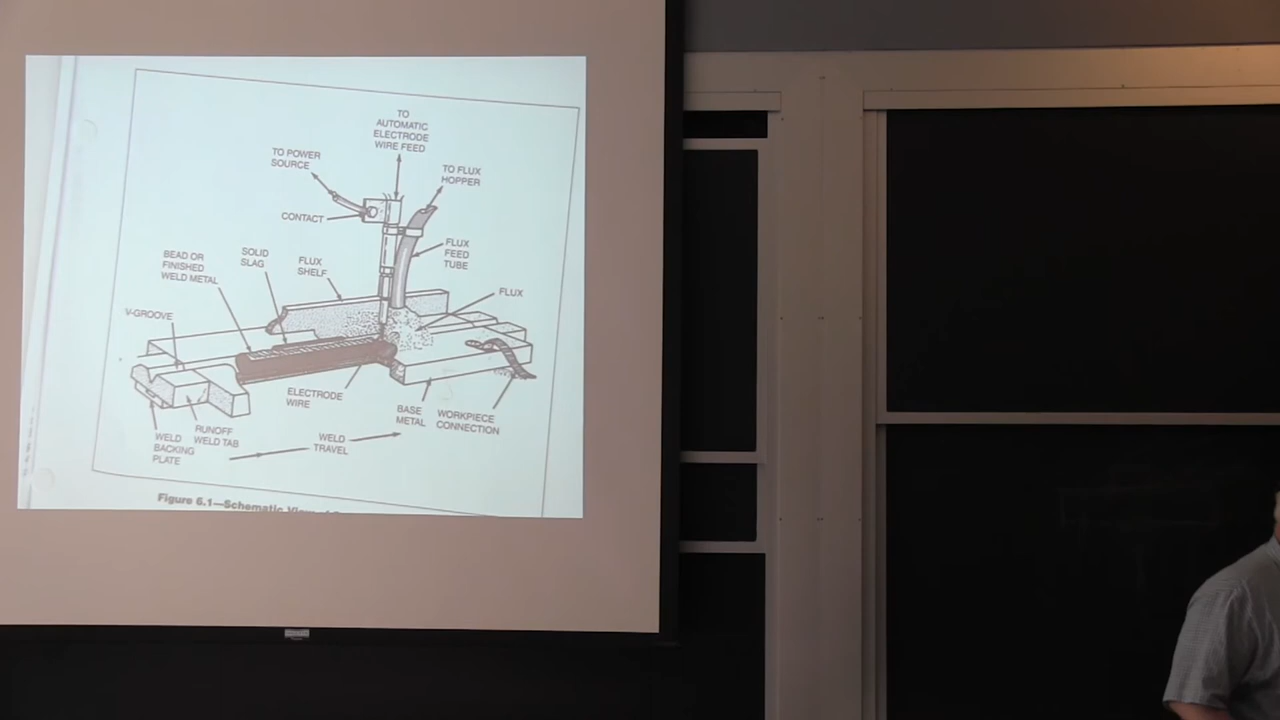 TO
AUTOMATIC
ELECTRODE
WIRE FEED
TO POWER
SOURCE
TO FLUX
HOPPER
CONTACT
FLUX
FEED
TUBE
SOLID
SLAG
BEAD OR
FINISHED
WELD METAL
FLUX
SHELF
FLUX
V-GROOVE
ELECTRODE
WIRE
BASE
METAL
WORKPIECE
CONNECTION
RUNOFF
WELD TAB
WELD
BACKING
PLATE
WELD
TRAVEL
Figure 6.1—Schematic View of